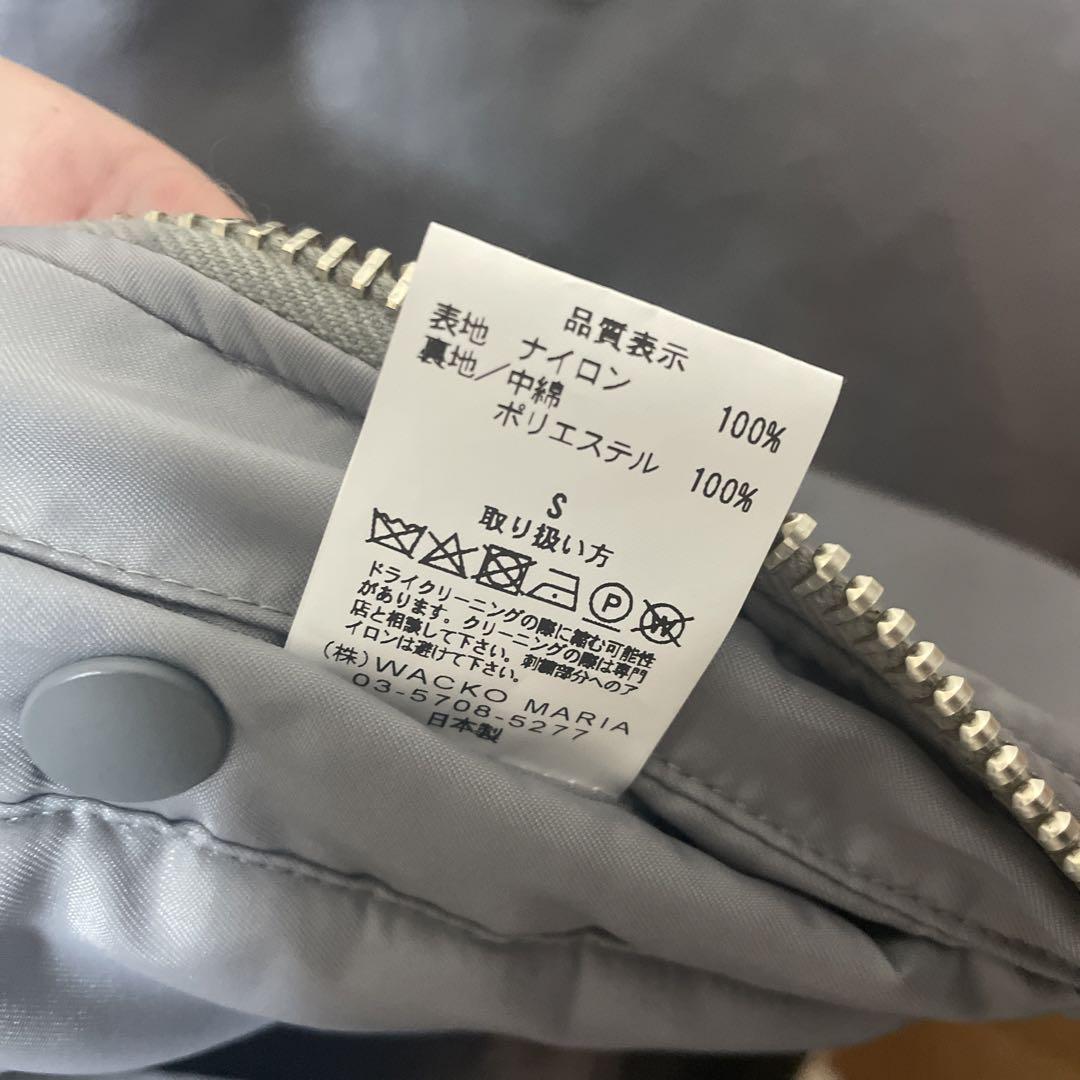 品質表示
表地 ナイロン 100%
裏地/中綿
ポリエステル 100%
S
取り扱い方
P W
ドライクリーニングの際に縮む可能性
があります。クリーニングの際は専門
店と相談して下さい。刺繍部分へのア
イロンは避けて下さい。
(株)WACKO MARIA
03-5708-5277
日本製